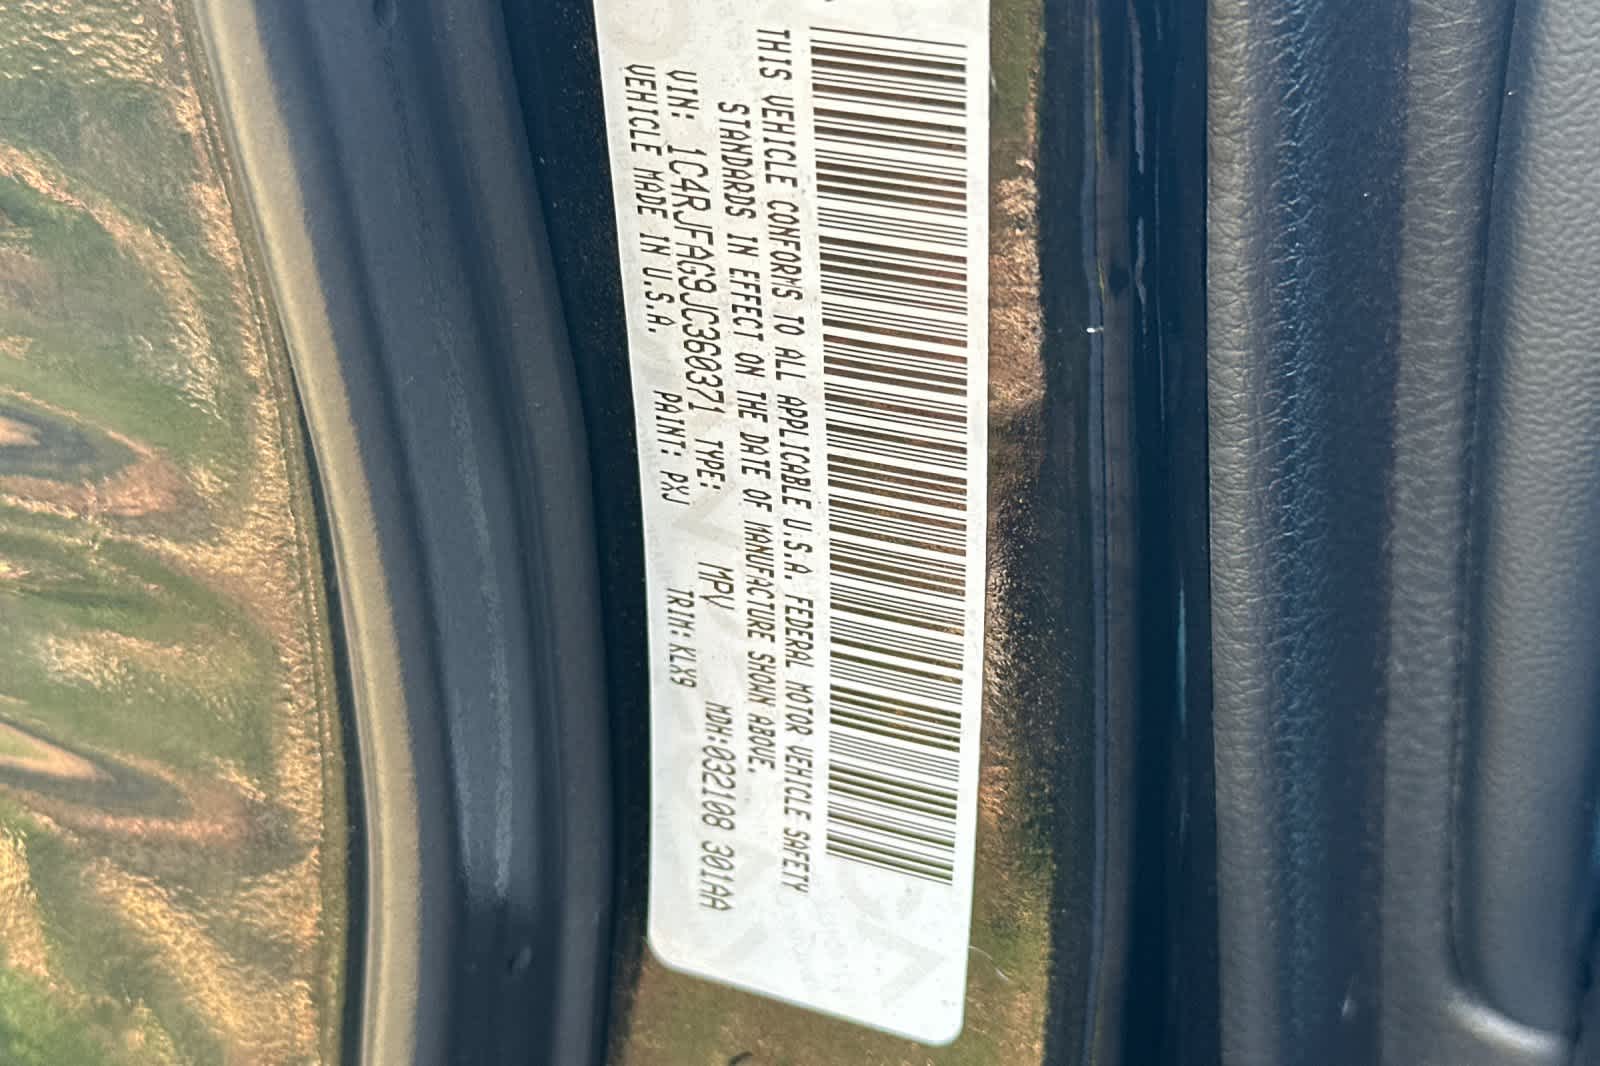 THIS VEHICLE CONFORMS TO ALL APPLICABLE U.S.A. FEDERAL MOTOR VEHICLE SAFETY
STANDARDS IN EFFECT ON THE DATE OF MANUFACTURE SHOWN ABOVE.
VIN: 1C4RJFAG9JC360371 TYPE: MPV MDH:032108 301AA
VEHICLE MADE IN U.S.A. PAINT: PXJ TRIM:KLX9